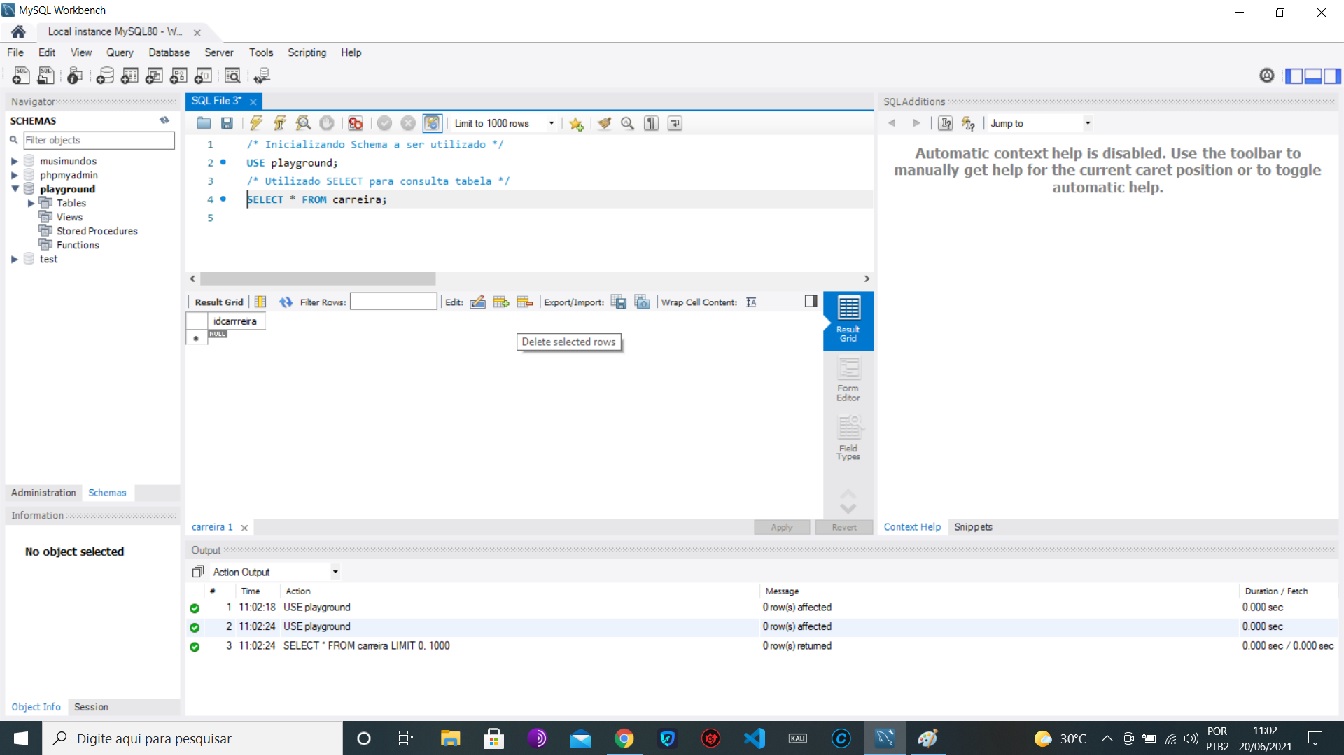 MySQL Workbench
Local instance MySQL80 - W...
File Edit View Query Database Server Tools Scripting Help
Navigator
SCHEMAS
Filter objects
musimundos
phpmyadmin
playground
Tables
Views
Stored Procedures
Functions
test
Administration Schemas
Information
No object selected
Object Info Session
SQL File 3*
Limit to 1000 rows
1 /* Inicializando Schema a ser utilizado */
2 USE playground;
3 /* Utilizado SELECT para consulta tabela */
4 SELECT * FROM carreira;
5
Result Grid Filter Rows: Edit: Export/Import: Wrap Cell Content:
idcarrreira
NULL
Delete selected rows
Result
Grid
Form
Editor
Field
Types
carreira 1
Apply Revert
SQLAdditions
Jump to
Automatic context help is disabled. Use the toolbar to
manually get help for the current caret position or to toggle
automatic help.
Context Help Snippets
Output
Action Output
# Time Action Message Duration / Fetch
1 11:02:18 USE playground 0 row(s) affected 0.000 sec
2 11:02:24 USE playground 0 row(s) affected 0.000 sec
3 11:02:24 SELECT * FROM carreira LIMIT 0, 1000 0 row(s) returned 0.000 sec / 0.000 sec
Digite aqui para pesquisar
KALI
30°C
POR
PTB2
11:02
20/06/2021